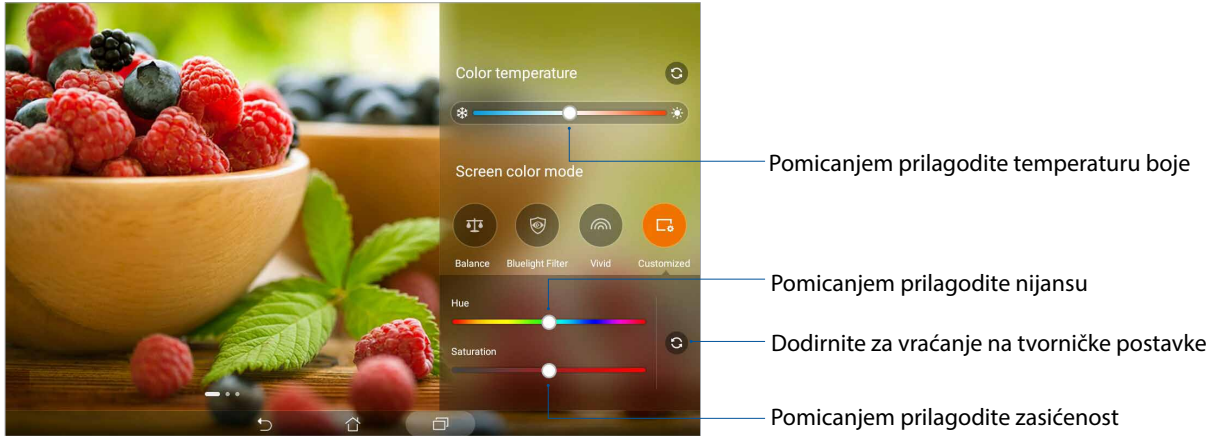 Color temperature
Pomicanjem prilagodite temperaturu boje
Screen color mode
Balance
Bluelight Filter
Vivid
Customized
Pomicanjem prilagodite nijansu
Hue
Dodirnite za vraćanje na tvorničke postavke
Saturation
Pomicanjem prilagodite zasićenost